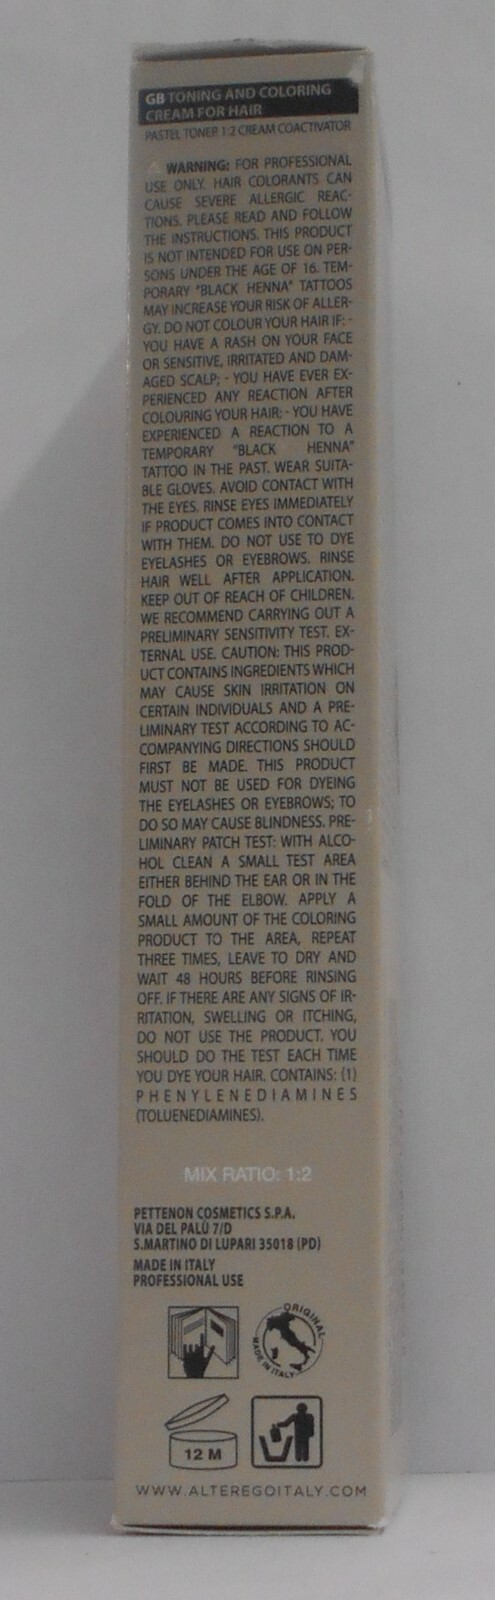 GB TONING AND COLORING
CREAM FOR HAIR
PASTEL TONER 1:2 CREAM COACTIVATOR
WARNING: FOR PROFESSIONAL
USE ONLY. HAIR COLORANTS CAN
CAUSE SEVERE ALLERGIC REAC-
TIONS. PLEASE READ AND FOLLOW
THE INSTRUCTIONS. THIS PRODUCT
IS NOT INTENDED FOR USE ON PER-
SONS UNDER THE AGE OF 16. TEM-
PORARY "BLACK HENNA" TATTOOS
MAY INCREASE YOUR RISK OF ALLER-
GY. DO NOT COLOUR YOUR HAIR IF: -
YOU HAVE A RASH ON YOUR FACE
OR SENSITIVE, IRRITATED AND DAM-
AGED SCALP; - YOU HAVE EVER EX-
PERIENCED ANY REACTION AFTER
COLOURING YOUR HAIR; - YOU HAVE
EXPERIENCED A REACTION TO A
TEMPORARY "BLACK HENNA"
TATTOO IN THE PAST. WEAR SUITA-
BLE GLOVES. AVOID CONTACT WITH
THE EYES. RINSE EYES IMMEDIATELY
IF PRODUCT COMES INTO CONTACT
WITH THEM. DO NOT USE TO DYE
EYELASHES OR EYEBROWS. RINSE
HAIR WELL AFTER APPLICATION.
KEEP OUT OF REACH OF CHILDREN.
WE RECOMMEND CARRYING OUT A
PRELIMINARY SENSITIVITY TEST. EX-
TERNAL USE. CAUTION: THIS PROD-
UCT CONTAINS INGREDIENTS WHICH
MAY CAUSE SKIN IRRITATION ON
CERTAIN INDIVIDUALS AND A PRE-
LIMINARY TEST ACCORDING TO AC-
COMPANYING DIRECTIONS SHOULD
FIRST BE MADE. THIS PRODUCT
MUST NOT BE USED FOR DYEING
THE EYELASHES OR EYEBROWS; TO
DO SO MAY CAUSE BLINDNESS. PRE-
LIMINARY PATCH TEST: WITH ALCO-
HOL CLEAN A SMALL TEST AREA
EITHER BEHIND THE EAR OR IN THE
FOLD OF THE ELBOW. APPLY A
SMALL AMOUNT OF THE COLORING
PRODUCT TO THE AREA, REPEAT
THREE TIMES, LEAVE TO DRY AND
WAIT 48 HOURS BEFORE RINSING
OFF. IF THERE ARE ANY SIGNS OF IR-
RITATION, SWELLING OR ITCHING,
DO NOT USE THE PRODUCT. YOU
SHOULD DO THE TEST EACH TIME
YOU DYE YOUR HAIR. CONTAINS: (1)
PHENYLENEDIAMINES
(TOLUENEDIAMINES).
MIX RATIO: 1:2
PETTENON COSMETICS S.P.A.
VIA DEL PALÙ 7/D
S.MARTINO DI LUPARI 35018 (PD)
MADE IN ITALY
PROFESSIONAL USE
ORIGINAL
MADE IN ITALY
12 M
WWW.ALTEREGOITALY.COM